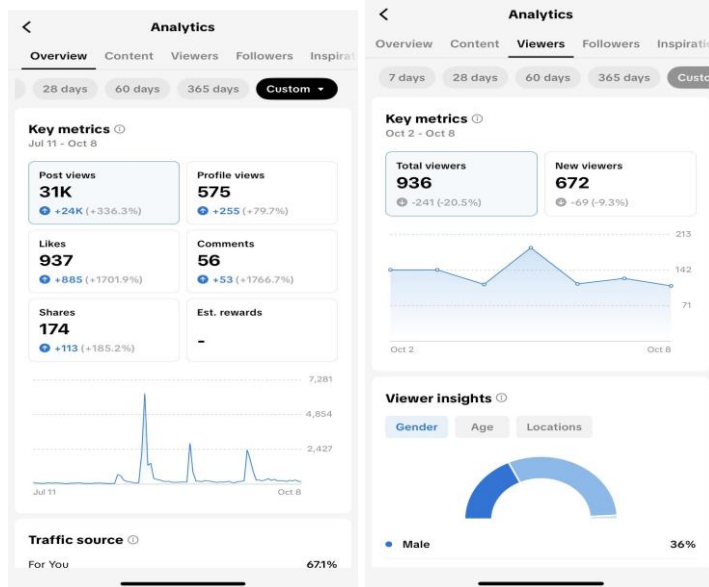 Analytics
Overview Content Viewers Followers
28 days 60 days 365 days Custom
Key metrics
Jul 11 - Oct 8
Post views
31K
+24K (+336.3%)
Profile views
575
+255 (+79.7%)
Likes
937
+885 (+1701.9%)
Comments
56
+53 (+1766.7%)
Shares
174
+113 (+185.2%)
Est. rewards
-
7,281
4,854
2,427
Jul 11 Oct 8
Traffic source
For You 67.1%
Analytics
Overview Content Viewers Followers
7 days 28 days 60 days 365 days
Key metrics
Oct 2 - Oct 8
Total viewers
936
-241 (-20.5%)
New viewers
672
-69 (-9.3%)
213
142
71
Oct 2 Oct 8
Viewer insights
Gender Age Locations
Male 36%